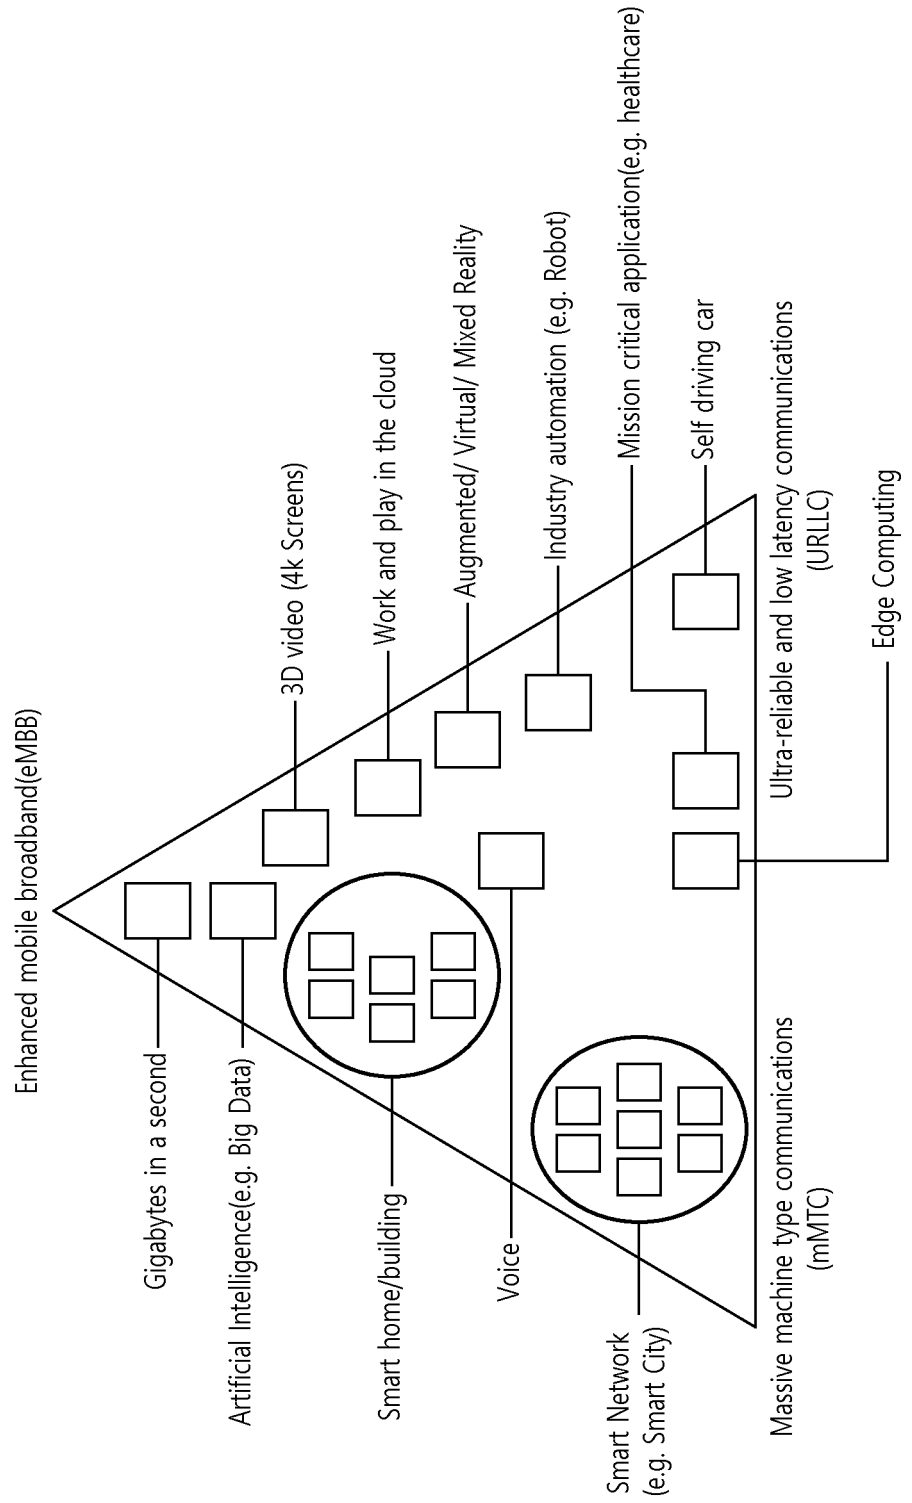 Enhanced mobile broadband(eMBB)
Gigabytes in a second
Artificial Intelligence(e.g. Big Data)
Smart home/building
Voice
Smart Network
(e.g. Smart City)
3D video (4k Screens)
Work and play in the cloud
Augmented/ Virtual/ Mixed Reality
Industry automation (e.g. Robot)
Mission critical application(e.g. healthcare)
Self driving car
Massive machine type communications
(mMTC)
Ultra-reliable and low latency communications
(URLLC)
Edge Computing